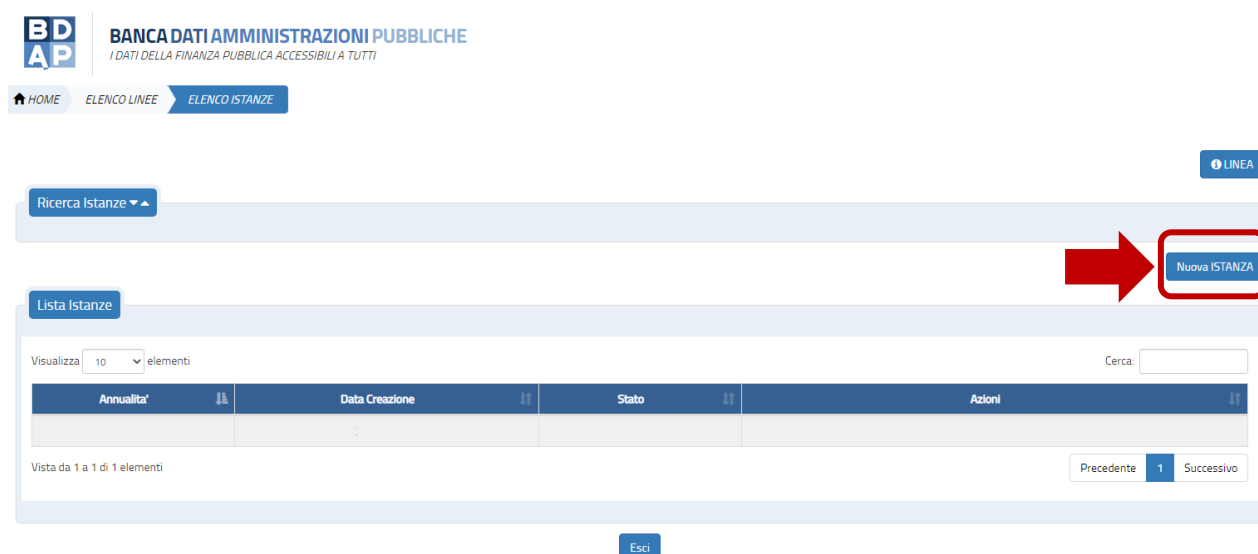 BD
AP
BANCA DATI AMMINISTRAZIONI PUBBLICHE
I DATI DELLA FINANZA PUBBLICA ACCESSIBILI A TUTTI
HOME ELENCO LINEE ELENCO ISTANZE
LINEA
Ricerca Istanze
Nuova ISTANZA
Lista Istanze
Visualizza 10 elementi Cerca:
Annualita' Data Creazione Stato Azioni
:
Vista da 1 a 1 di 1 elementi Precedente 1 Successivo
Esci